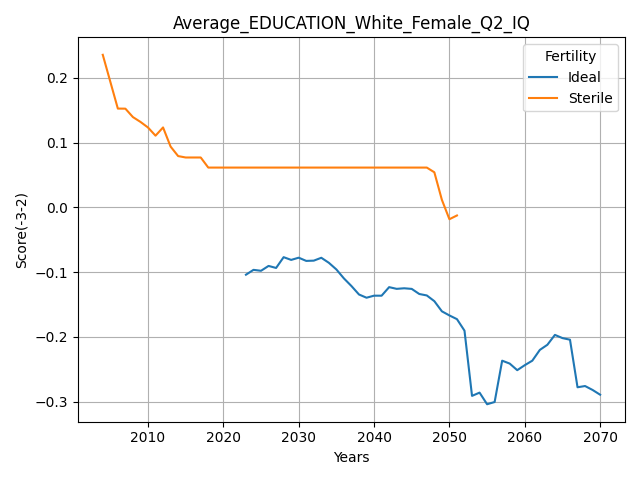 Average_EDUCATION_White_Female_Q2_IQ
Fertility
Ideal
Sterile
Score(-3-2)
0.2
0.1
0.0
−0.1
−0.2
−0.3
2010 2020 2030 2040 2050 2060 2070
Years